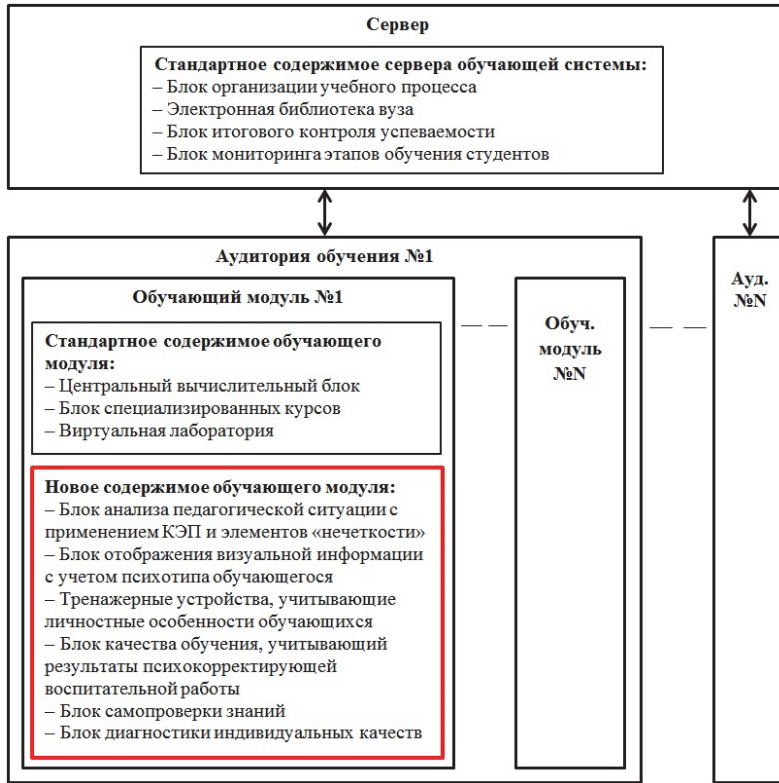 Сервер
Стандартное содержимое сервера обучающей системы:
– Блок организации учебного процесса
– Электронная библиотека вуза
– Блок итогового контроля успеваемости
– Блок мониторинга этапов обучения студентов
Аудитория обучения №1
Обучающий модуль №1
Стандартное содержимое обучающего
модуля:
– Центральный вычислительный блок
– Блок специализированных курсов
– Виртуальная лаборатория
Новое содержимое обучающего модуля:
– Блок анализа педагогической ситуации с
применением КЭП и элементов «нечеткости»
– Блок отображения визуальной информации
с учетом психотипа обучающегося
– Тренажерные устройства, учитывающие
личностные особенности обучающихся
– Блок качества обучения, учитывающий
результаты психокорректирующей
воспитательной работы
– Блок самопроверки знаний
– Блок диагностики индивидуальных качеств
Обуч.
модуль
№N
Ауд.
№N